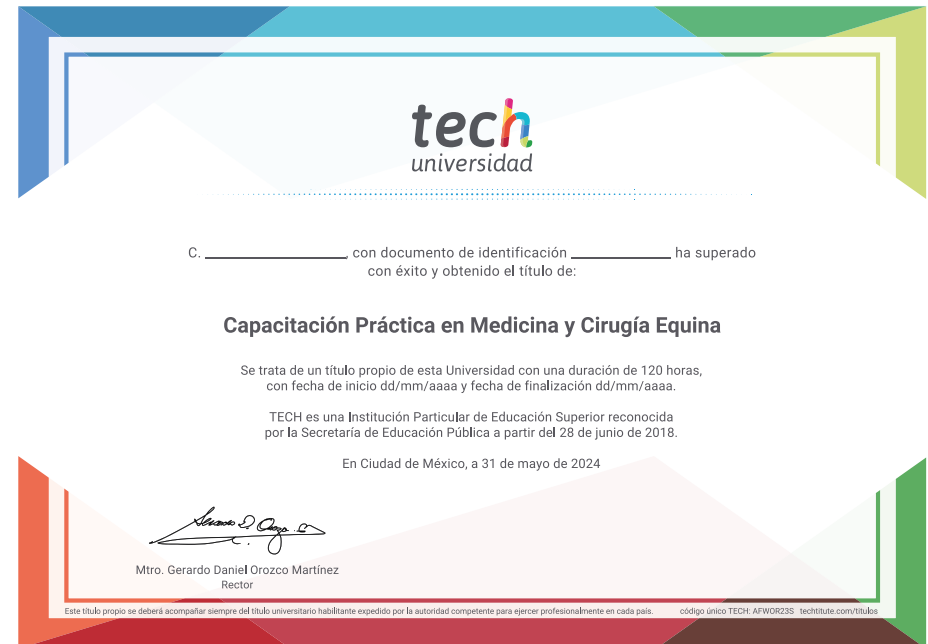 tech
universidad
C. ____________, con documento de identificación ____________ ha superado
con éxito y obtenido el título de:
Capacitación Práctica en Medicina y Cirugía Equina
Se trata de un título propio de esta Universidad con una duración de 120 horas,
con fecha de inicio dd/mm/aaaa y fecha de finalización dd/mm/aaaa.
TECH es una Institución Particular de Educación Superior reconocida
por la Secretaría de Educación Pública a partir del 28 de junio de 2018.
En Ciudad de México, a 31 de mayo de 2024
Mtro. Gerardo Daniel Orozco Martínez
Rector
Este título propio se deberá acompañar siempre del título universitario habilitante expedido por la autoridad competente para ejercer profesionalmente en cada país. código único TECH: AFWOR23S techtitute.com/titulos